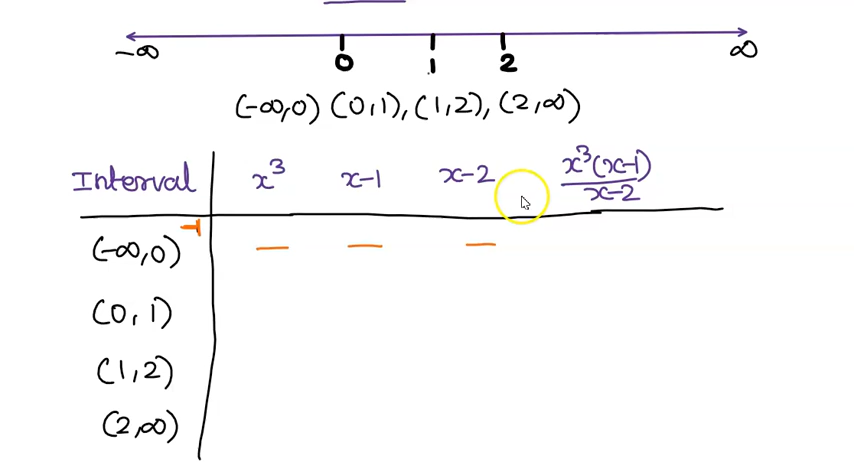 -∞ 0 1 2 ∞
(-∞,0) (0,1), (1,2), (2,∞)
Interval x³ x-1 x-2 x³(x-1)/x-2
-1
(-∞,0) — — —
(0,1)
(1,2)
(2,∞)